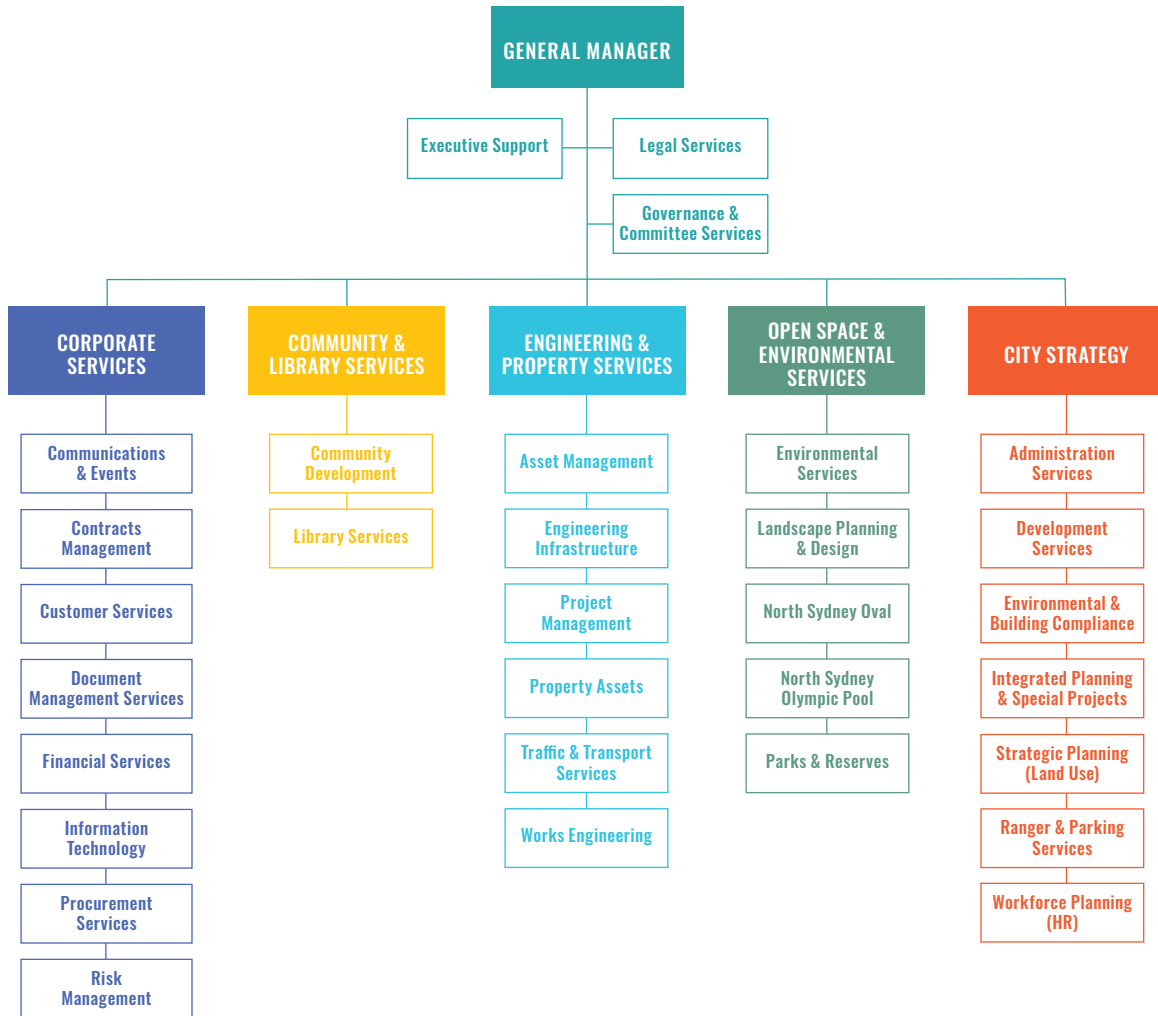 GENERAL MANAGER
Executive Support
Legal Services
Governance &
Committee Services
CORPORATE
SERVICES
Communications
& Events
Contracts
Management
Customer Services
Document
Management Services
Financial Services
Information
Technology
Procurement
Services
Risk
Management
COMMUNITY &
LIBRARY SERVICES
Community
Development
Library Services
ENGINEERING &
PROPERTY SERVICES
Asset Management
Engineering
Infrastructure
Project
Management
Property Assets
Traffic & Transport
Services
Works Engineering
OPEN SPACE &
ENVIRONMENTAL
SERVICES
Environmental
Services
Landscape Planning
& Design
North Sydney Oval
North Sydney
Olympic Pool
Parks & Reserves
CITY STRATEGY
Administration
Services
Development
Services
Environmental &
Building Compliance
Integrated Planning
& Special Projects
Strategic Planning
(Land Use)
Ranger & Parking
Services
Workforce Planning
(HR)